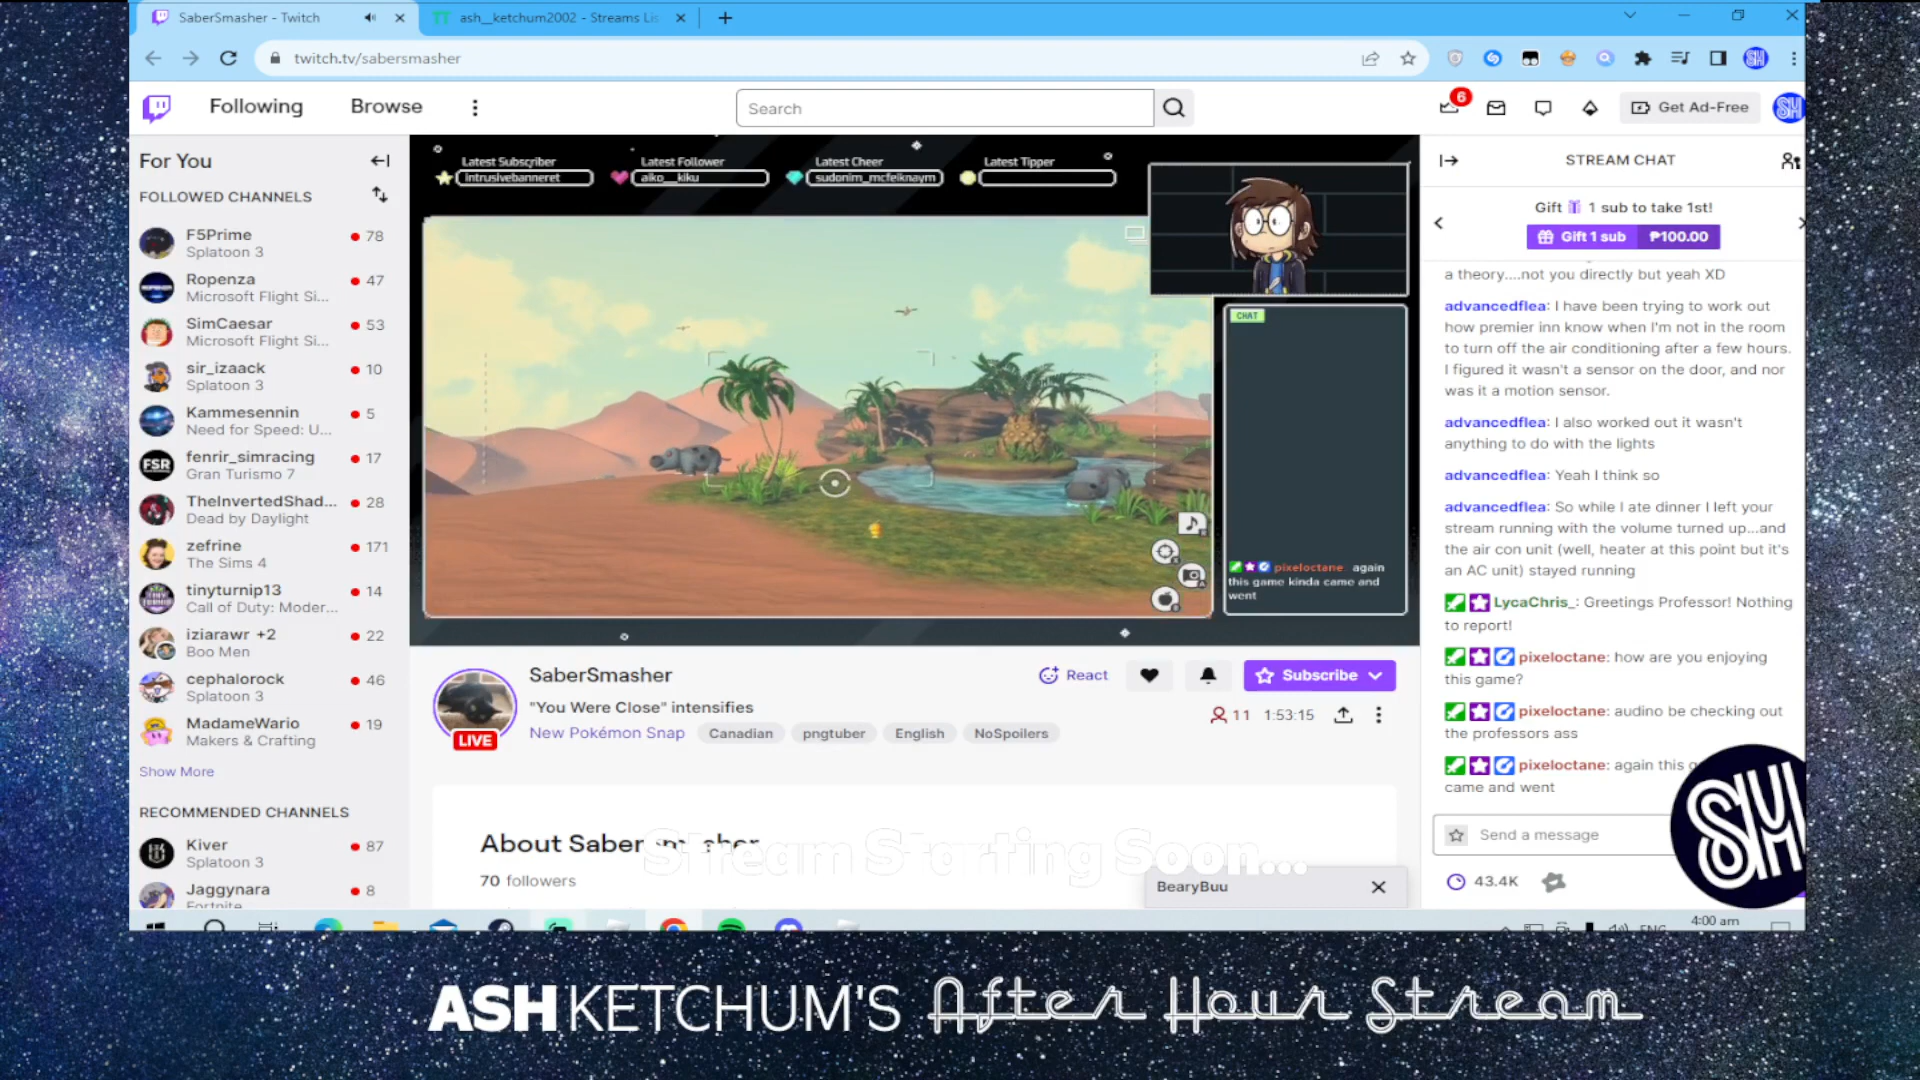 SaberSmasher - Twitch
ash__ketchum2002 - Streams Lis
twitch.tv/sabersmasher
Following
Browse
Search
6
Get Ad-Free
SH
For You
FOLLOWED CHANNELS
F5Prime
78
Splatoon 3
Ropenza
47
Microsoft Flight Si...
SimCaesar
53
Microsoft Flight Si...
sir_izaack
10
Splatoon 3
Kammesennin
5
Need for Speed: U...
FSR
fenrir_simracing
17
Gran Turismo 7
TheInvertedShad...
28
Dead by Daylight
zefrine
171
The Sims 4
tinyturnip13
14
Call of Duty: Moder...
iziarawr +2
22
Boo Men
cephalorock
46
Splatoon 3
MadameWario
19
Makers & Crafting
Show More
RECOMMENDED CHANNELS
Kiver
87
Splatoon 3
Jaggynara
8
Fortnite
Latest Subscriber
intrusivebanneret
Latest Follower
aiko__kiku
Latest Cheer
sudonim_mcfeiknaym
Latest Tipper
CHAT
pixeloctane again
this game kinda came and
went
LIVE
SaberSmasher
"You Were Close" intensifies
New Pokémon Snap
Canadian
pngtuber
English
NoSpoilers
React
Subscribe
11
1:53:15
About SaberSmasher
70 followers
Stream Starting Soon...
BearyBuu
STREAM CHAT
Gift 1 sub to take 1st!
Gift 1 sub
₱100.00
a theory....not you directly but yeah XD
advancedflea: I have been trying to work out
how premier inn know when I'm not in the room
to turn off the air conditioning after a few hours.
I figured it wasn't a sensor on the door, and nor
was it a motion sensor.
advancedflea: I also worked out it wasn't
anything to do with the lights
advancedflea: Yeah I think so
advancedflea: So while I ate dinner I left your
stream running with the volume turned up...and
the air con unit (well, heater at this point but it's
an AC unit) stayed running
LycaChris_: Greetings Professor! Nothing
to report!
pixeloctane: how are you enjoying
this game?
pixeloctane: audino be checking out
the professors ass
pixeloctane: again this g
came and went
Send a message
43.4K
ENG
4:00 am
ASH KETCHUM'S After Hour Stream